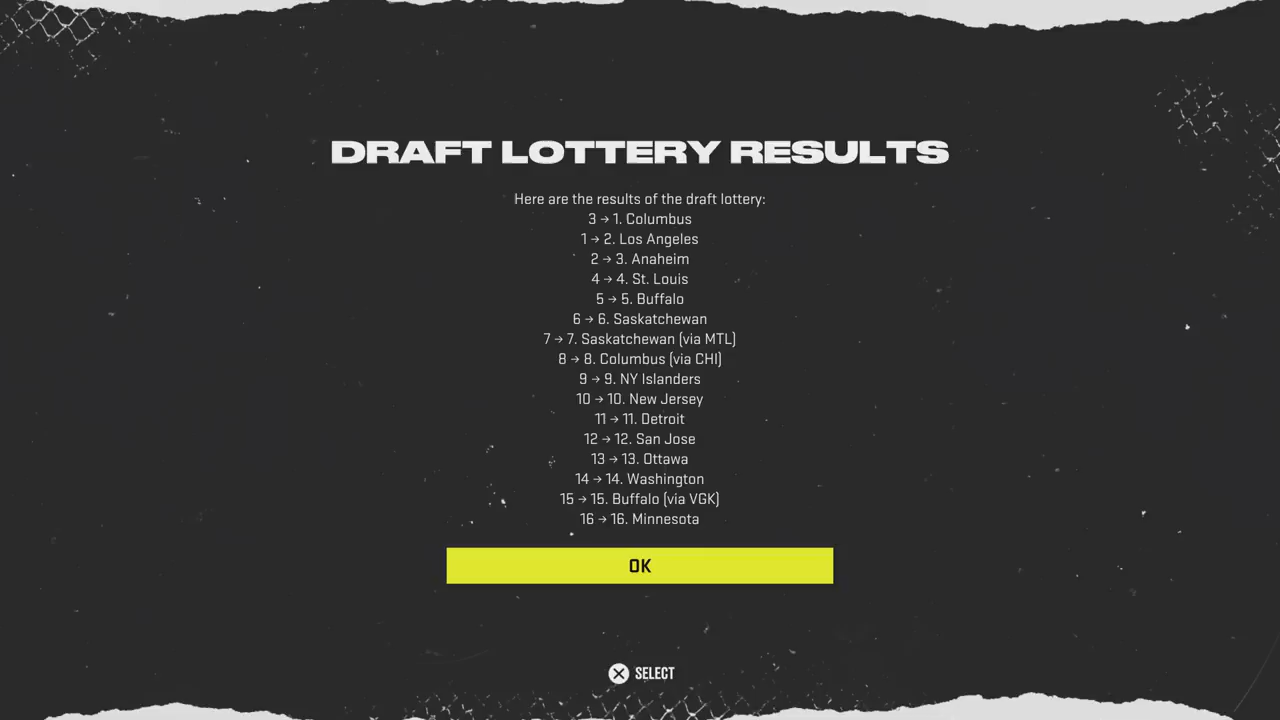 DRAFT LOTTERY RESULTS
Here are the results of the draft lottery:
3 → 1. Columbus
1 → 2. Los Angeles
2 → 3. Anaheim
4 → 4. St. Louis
5 → 5. Buffalo
6 → 6. Saskatchewan
7 → 7. Saskatchewan (via MTL)
8 → 8. Columbus (via CHI)
9 → 9. NY Islanders
10 → 10. New Jersey
11 → 11. Detroit
12 → 12. San Jose
13 → 13. Ottawa
14 → 14. Washington
15 → 15. Buffalo (via VGK)
16 → 16. Minnesota
OK
SELECT